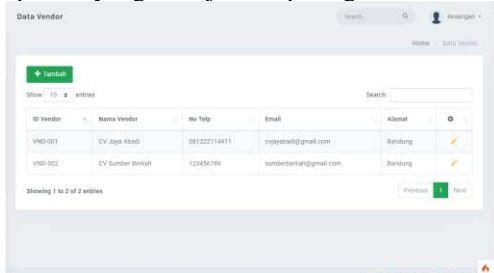 Data Vendor
Search...
keuangan
Home
Data Vendor
+ Tambah
Show 10 entries
Search:
ID Vendor Nama Vendor No Telp Email Alamat
VND-001 CV Jaya Abadi 081322114411 cvjayabadi@gmail.com Bandung
VND-002 CV Sumber Berkah 123456789 sumberberkah@gmail.com Bandung
Showing 1 to 2 of 2 entries
Previous 1 Next